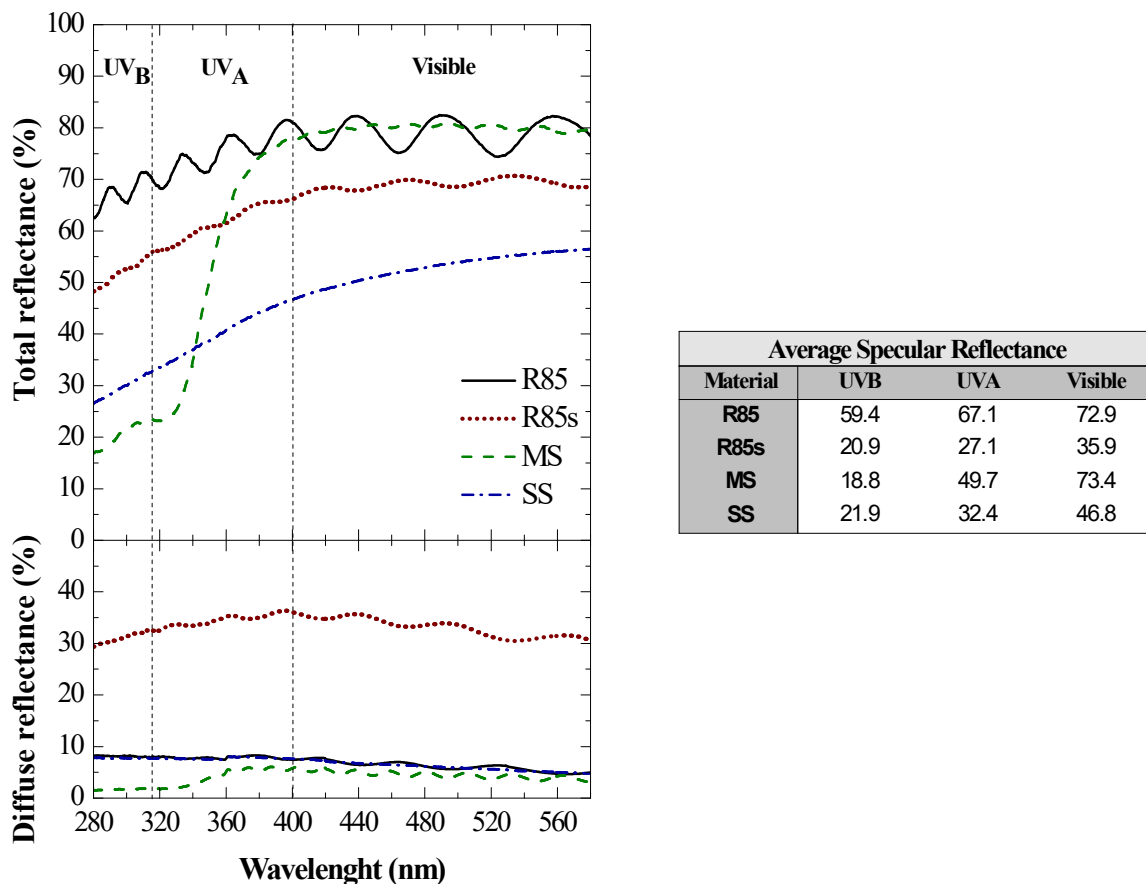 100
90
80
70
60
50
40
30
20
10
0
Total reflectance (%)
UVB UVA Visible
R85
R85s
MS
SS
40
30
20
10
0
Diffuse reflectance (%)
280 320 360 400 440 480 520 560
Wavelenght (nm)
Average Specular Reflectance
Material UVB UVA Visible
R85 59.4 67.1 72.9
R85s 20.9 27.1 35.9
MS 18.8 49.7 73.4
SS 21.9 32.4 46.8